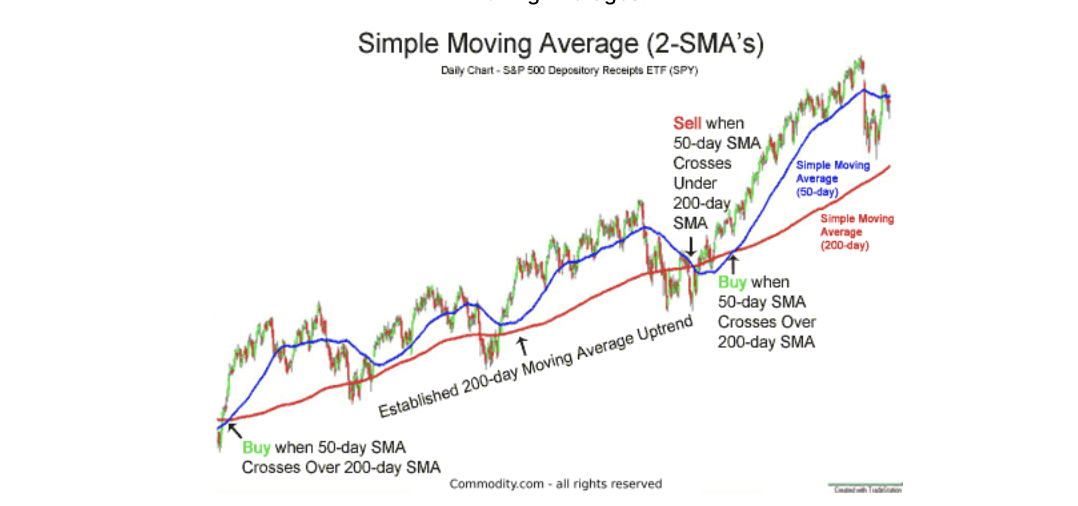 Simple Moving Average (2-SMA's)
Daily Chart - S&P 500 Depository Receipts ETF (SPY)
Sell when
50-day SMA
Crosses
Under
200-day
SMA
Simple Moving
Average
(50-day)
Simple Moving
Average
(200-day)
Buy when
50-day SMA
Crosses Over
200-day SMA
Established 200-day Moving Average Uptrend
Buy when 50-day SMA
Crosses Over 200-day SMA
Commodity.com - all rights reserved
Created with TradeStation